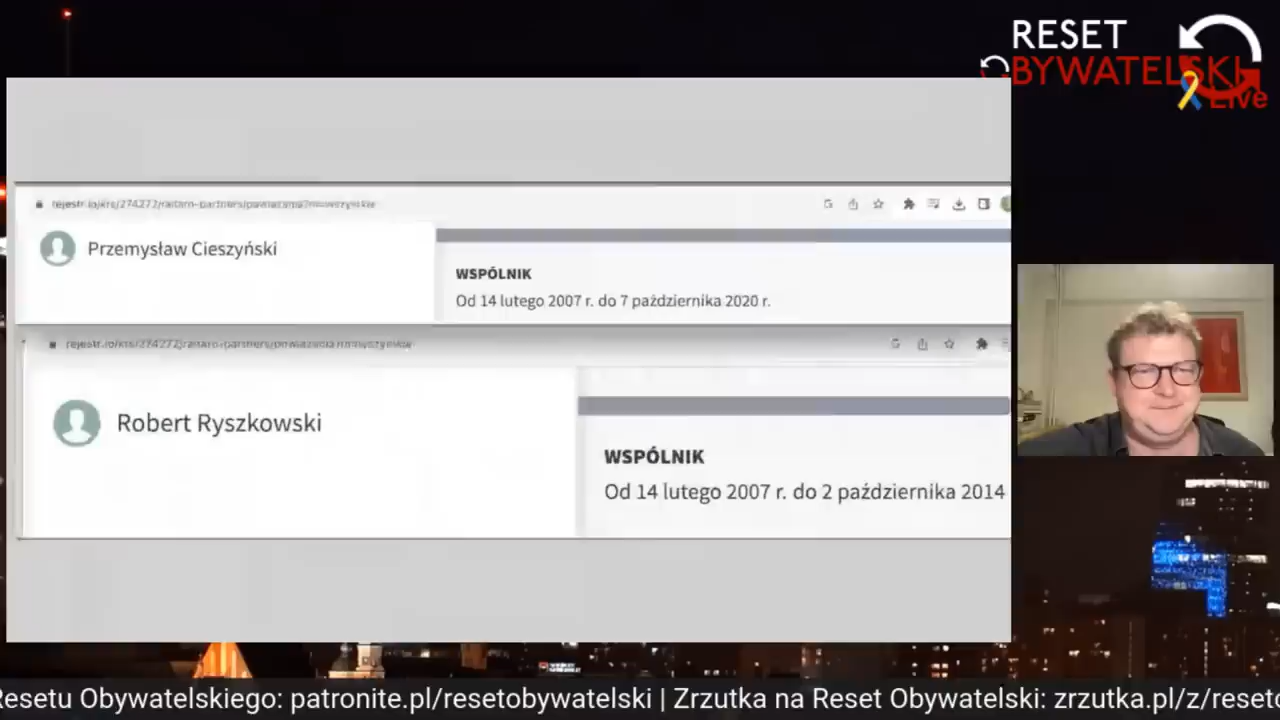 RESET
OBYWATELSKI
Live
Przemysław Cieszyński
WSPÓLNIK
Od 14 lutego 2007 r. do 7 października 2020 r.
Robert Ryszkowski
WSPÓLNIK
Od 14 lutego 2007 r. do 2 października 2014
Resetu Obywatelskiego: patronite.pl/resetobywatelski | Zrzutka na Reset Obywatelski: zrzutka.pl/z/reseto